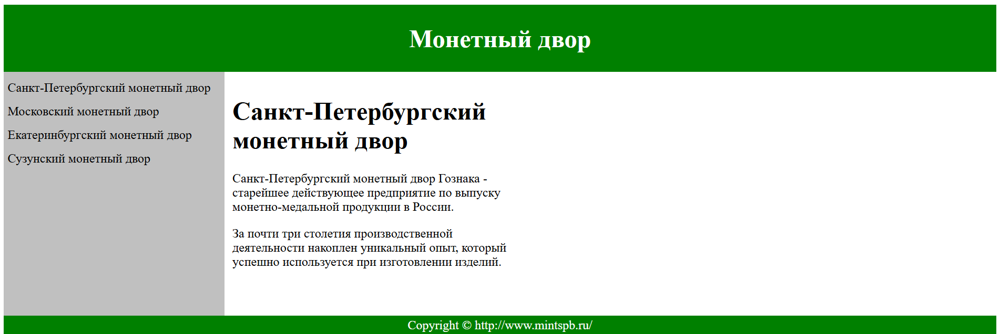 Монетный двор
Санкт-Петербургский монетный двор
Московский монетный двор
Екатеринбургский монетный двор
Сузунский монетный двор
Санкт-Петербургский
монетный двор
Санкт-Петербургский монетный двор Гознака -
старейшее действующее предприятие по выпуску
монетно-медальной продукции в России.
За почти три столетия производственной
деятельности накоплен уникальный опыт, который
успешно используется при изготовлении изделий.
Copyright © http://www.mintspb.ru/